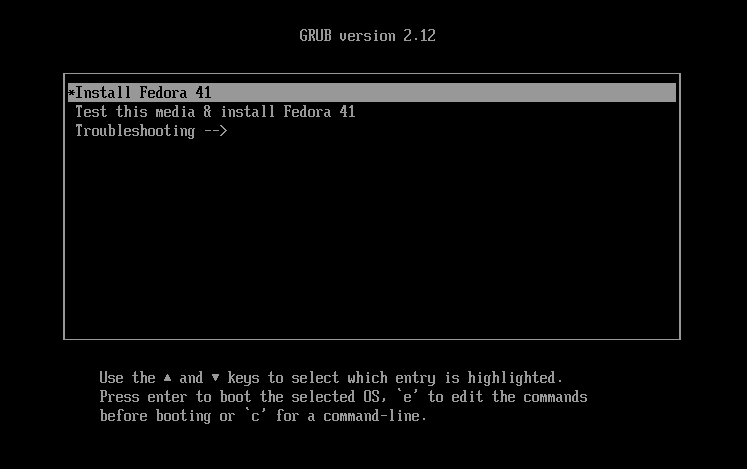 GRUB version 2.12
*Install Fedora 41
Test this media & install Fedora 41
Troubleshooting -->
Use the ▲ and ▼ keys to select which entry is highlighted.
Press enter to boot the selected OS, `e' to edit the commands
before booting or `c' for a command-line.